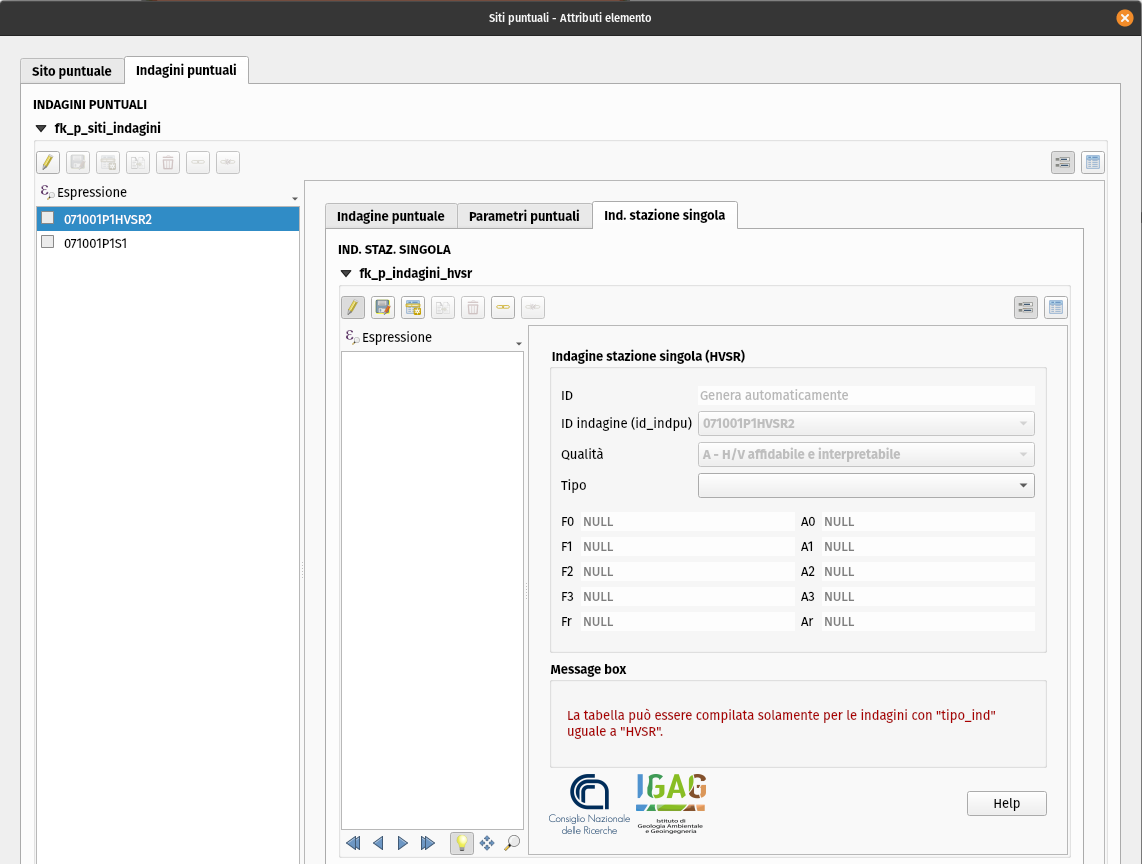 Siti puntuali - Attributi elemento
Sito puntuale
Indagini puntuali
INDAGINI PUNTUALI
fk_p_siti_indagini
Espressione
071001P1HVSR2
071001P1S1
Indagine puntuale
Parametri puntuali
Ind. stazione singola
IND. STAZ. SINGOLA
fk_p_indagini_hvsr
Espressione
Indagine stazione singola (HVSR)
ID
Genera automaticamente
ID indagine (id_indpu)
071001P1HVSR2
Qualità
A - H/V affidabile e interpretabile
Tipo
F0 NULL A0 NULL
F1 NULL A1 NULL
F2 NULL A2 NULL
F3 NULL A3 NULL
Fr NULL Ar NULL
Message box
La tabella può essere compilata solamente per le indagini con "tipo_ind"
uguale a "HVSR".
Consiglio Nazionale
delle Ricerche
IGAG
Istituto di
Geologia Ambientale
e Geoingegneria
Help